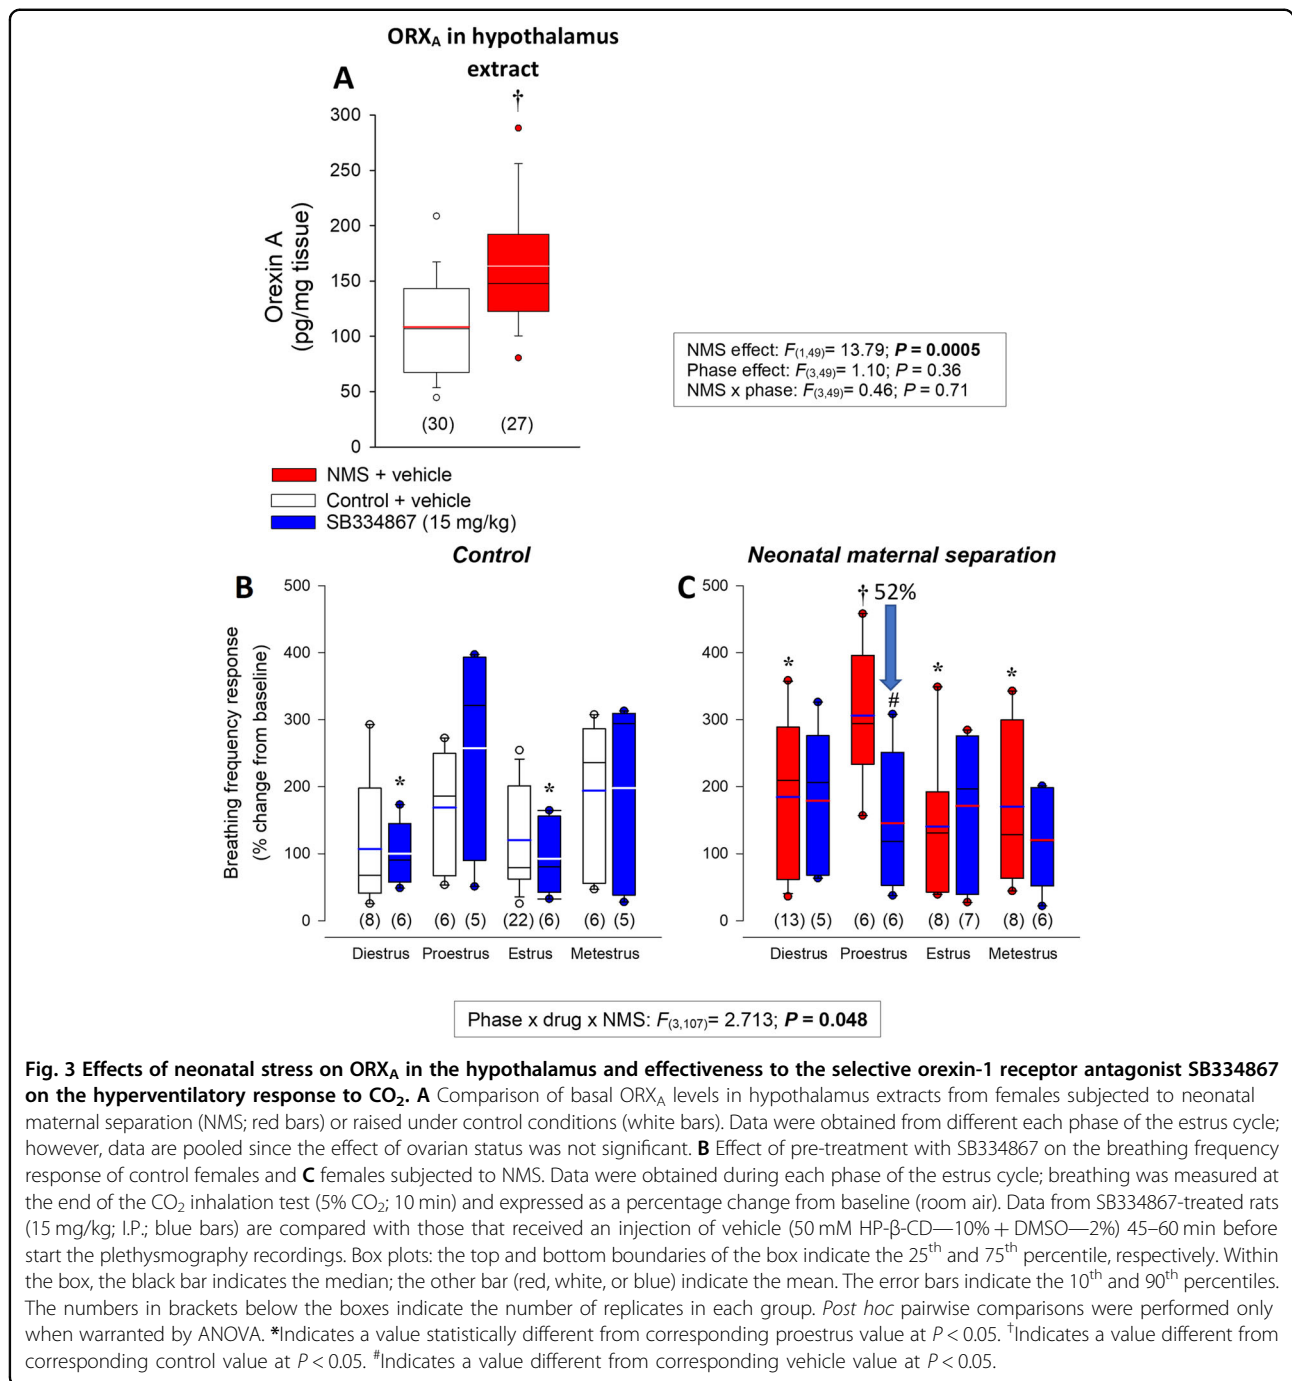 ORXA in hypothalamus
extract
A
†
300
250
200
150
100
50
0
Orexin A
(pg/mg tissue)
(30) (27)
NMS effect: F(1,49)= 13.79; P = 0.0005
Phase effect: F(3,49)= 1.10; P = 0.36
NMS x phase: F(3,49)= 0.46; P = 0.71
NMS + vehicle
Control + vehicle
SB334867 (15 mg/kg)
Control
B
500
400
300
200
100
0
Breathing frequency response
(% change from baseline)
* *
(8) (6) (6) (5) (22) (6) (6) (5)
Diestrus Proestrus Estrus Metestrus
Neonatal maternal separation
C
500
400
300
200
100
0
† 52%
* # * *
(13) (5) (6) (6) (8) (7) (8) (6)
Diestrus Proestrus Estrus Metestrus
Phase x drug x NMS: F(3,107)= 2.713; P = 0.048
Fig. 3 Effects of neonatal stress on ORXA in the hypothalamus and effectiveness to the selective orexin-1 receptor antagonist SB334867
on the hyperventilatory response to CO2. A Comparison of basal ORXA levels in hypothalamus extracts from females subjected to neonatal
maternal separation (NMS; red bars) or raised under control conditions (white bars). Data were obtained from different each phase of the estrus cycle;
however, data are pooled since the effect of ovarian status was not significant. B Effect of pre-treatment with SB334867 on the breathing frequency
response of control females and C females subjected to NMS. Data were obtained during each phase of the estrus cycle; breathing was measured at
the end of the CO2 inhalation test (5% CO2; 10 min) and expressed as a percentage change from baseline (room air). Data from SB334867-treated rats
(15 mg/kg; I.P.; blue bars) are compared with those that received an injection of vehicle (50 mM HP-β-CD—10% + DMSO—2%) 45–60 min before
start the plethysmography recordings. Box plots: the top and bottom boundaries of the box indicate the 25th and 75th percentile, respectively. Within
the box, the black bar indicates the median; the other bar (red, white, or blue) indicate the mean. The error bars indicate the 10th and 90th percentiles.
The numbers in brackets below the boxes indicate the number of replicates in each group. Post hoc pairwise comparisons were performed only
when warranted by ANOVA. *Indicates a value statistically different from corresponding proestrus value at P < 0.05. †Indicates a value different from
corresponding control value at P < 0.05. #Indicates a value different from corresponding vehicle value at P < 0.05.